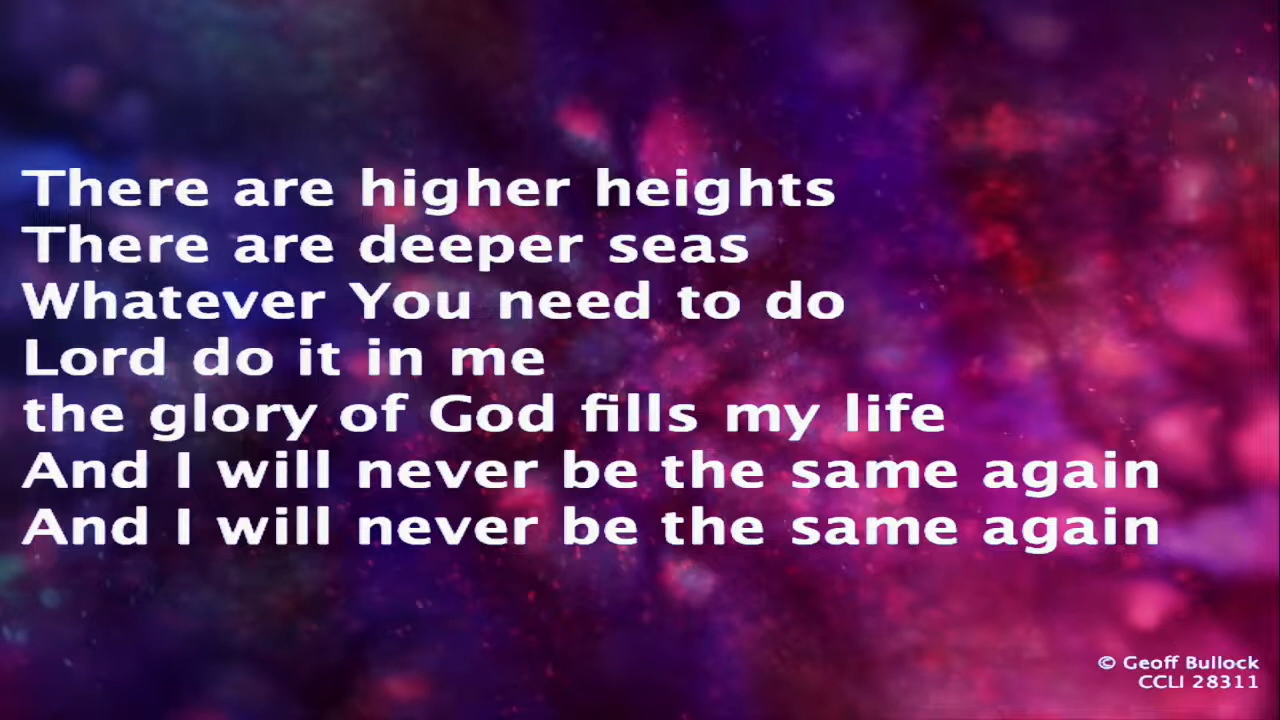 There are higher heights
There are deeper seas
Whatever You need to do
Lord do it in me
the glory of God fills my life
And I will never be the same again
And I will never be the same again
© Geoff Bullock
CCLI 28311